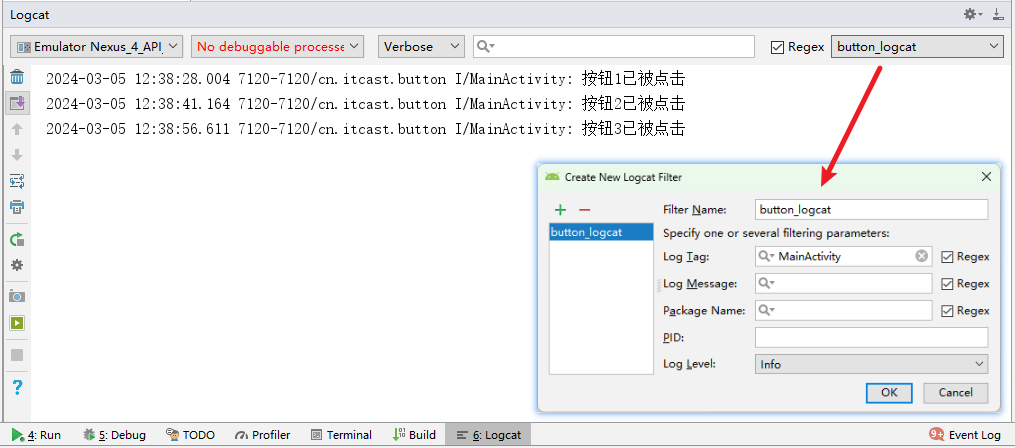 Logcat
Emulator Nexus_4_API_ No debuggable processe Verbose Regex button_logcat
2024-03-05 12:38:28.004 7120-7120/cn.itcast.button I/MainActivity: 按钮1已被点击
2024-03-05 12:38:41.164 7120-7120/cn.itcast.button I/MainActivity: 按钮2已被点击
2024-03-05 12:38:56.611 7120-7120/cn.itcast.button I/MainActivity: 按钮3已被点击
Create New Logcat Filter
button_logcat
Filter Name: button_logcat
Specify one or several filtering parameters:
Log Tag: MainActivity Regex
Log Message: Regex
Package Name: Regex
PID:
Log Level: Info
OK Cancel
4: Run 5: Debug TODO Profiler Terminal Build 6: Logcat 9+ Event Log